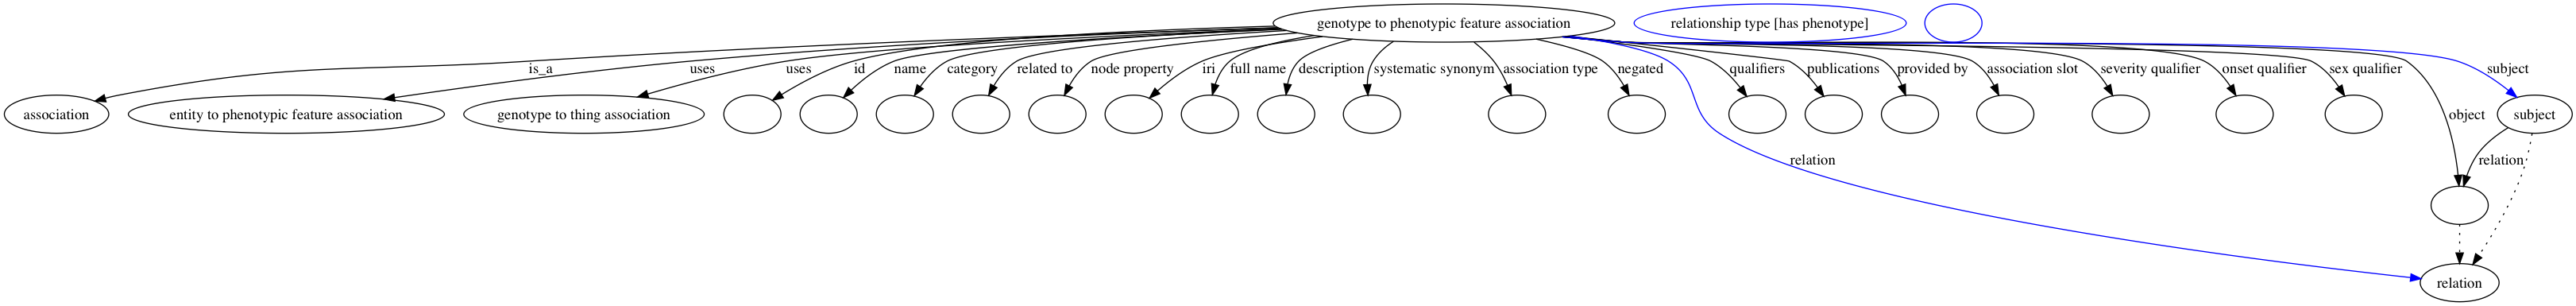 genotype to phenotypic feature association
relationship type [has phenotype]
is_a
uses
uses
id
name
category
related to
node property
iri
full name
description
systematic synonym
association type
negated
qualifiers
publications
provided by
association slot
severity qualifier
onset qualifier
sex qualifier
subject
association
entity to phenotypic feature association
genotype to thing association
object
subject
relation
relation
relation